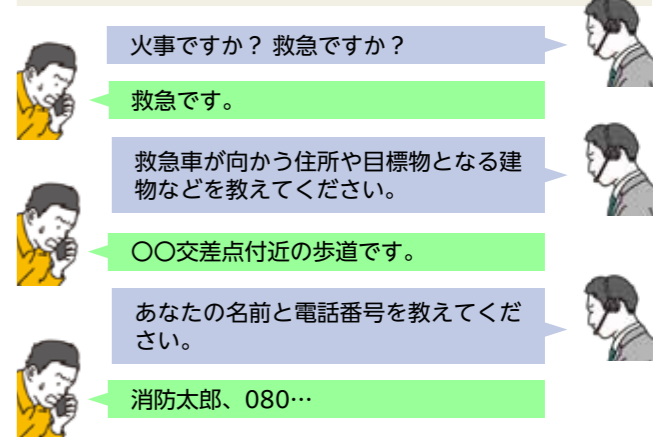 火事ですか？ 救急ですか？
救急です。
救急車が向かう住所や目標物となる建
物などを教えてください。
〇〇交差点付近の歩道です。
あなたの名前と電話番号を教えてくだ
さい。
消防太郎、080…